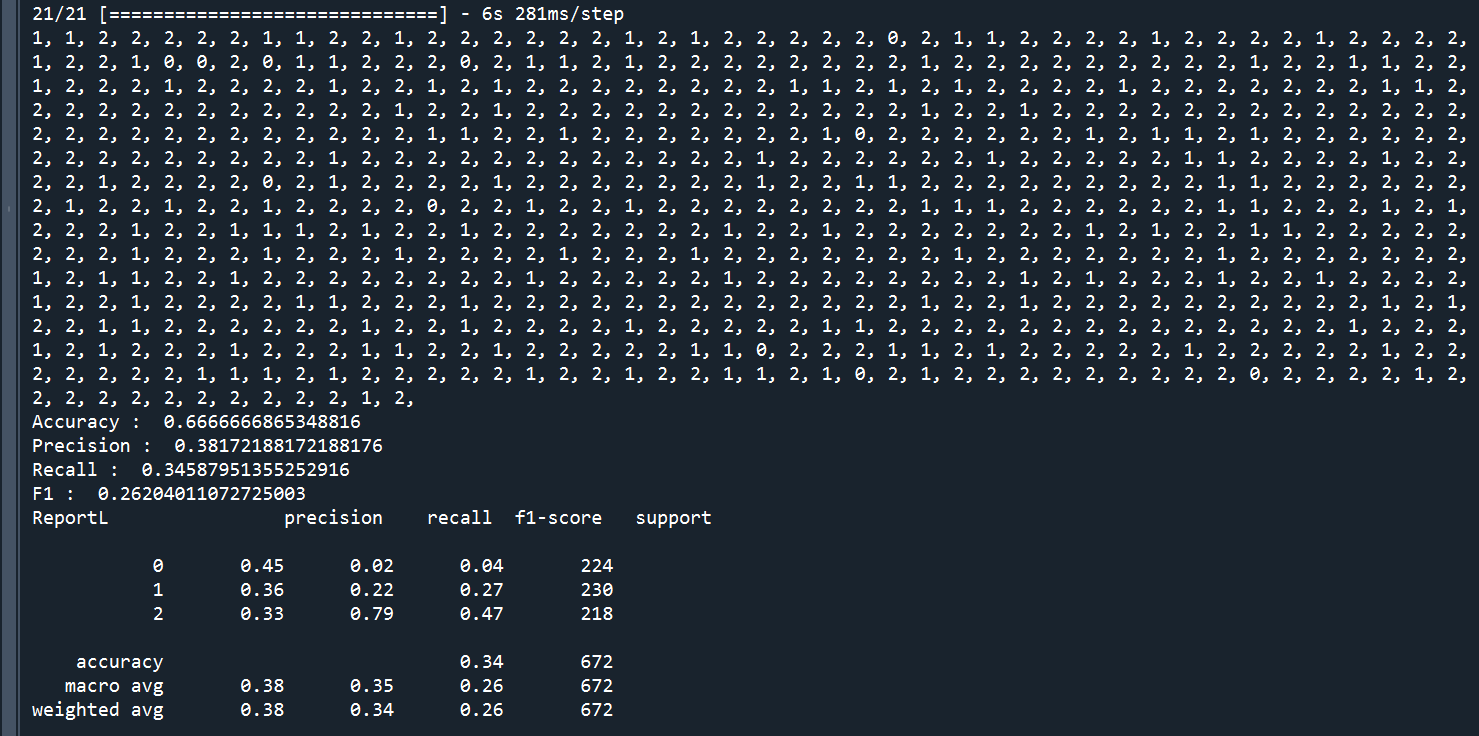 21/21 [==============================] - 6s 281ms/step
1, 1, 2, 2, 2, 2, 2, 1, 1, 2, 2, 1, 2, 2, 2, 2, 2, 2, 1, 2, 1, 2, 2, 2, 2, 2, 0, 2, 1, 1, 2, 2, 2, 2, 1, 2, 2, 2, 2, 1, 2, 2, 2, 2,
1, 2, 2, 1, 0, 0, 2, 0, 1, 1, 2, 2, 2, 0, 2, 1, 1, 2, 1, 2, 2, 2, 2, 2, 2, 2, 2, 1, 2, 2, 2, 2, 2, 2, 2, 2, 2, 1, 2, 2, 1, 1, 2, 2,
1, 2, 2, 2, 1, 2, 2, 2, 2, 1, 2, 2, 1, 2, 1, 2, 2, 2, 2, 2, 2, 2, 2, 1, 1, 2, 1, 2, 1, 2, 2, 2, 2, 1, 2, 2, 2, 2, 2, 2, 2, 1, 1, 2,
2, 2, 2, 2, 2, 2, 2, 2, 2, 2, 2, 1, 2, 2, 1, 2, 2, 2, 2, 2, 2, 2, 2, 2, 2, 2, 2, 1, 2, 2, 1, 2, 2, 2, 2, 2, 2, 2, 2, 2, 2, 2, 2, 2,
2, 2, 2, 2, 2, 2, 2, 2, 2, 2, 2, 2, 1, 1, 2, 2, 1, 2, 2, 2, 2, 2, 2, 2, 1, 0, 2, 2, 2, 2, 2, 2, 1, 2, 1, 1, 2, 1, 2, 2, 2, 2, 2, 2,
2, 2, 2, 2, 2, 2, 2, 2, 2, 1, 2, 2, 2, 2, 2, 2, 2, 2, 2, 2, 2, 2, 1, 2, 2, 2, 2, 2, 2, 1, 2, 2, 2, 2, 2, 1, 1, 2, 2, 2, 2, 1, 2, 2,
2, 2, 1, 2, 2, 2, 2, 0, 2, 1, 2, 2, 2, 2, 1, 2, 2, 2, 2, 2, 2, 2, 1, 2, 2, 1, 1, 2, 2, 2, 2, 2, 2, 2, 2, 2, 1, 1, 2, 2, 2, 2, 2, 2,
2, 1, 2, 2, 1, 2, 2, 1, 2, 2, 2, 2, 0, 2, 2, 1, 2, 2, 1, 2, 2, 2, 2, 2, 2, 2, 2, 1, 1, 1, 2, 2, 2, 2, 2, 2, 1, 1, 2, 2, 2, 1, 2, 1,
2, 2, 2, 1, 2, 2, 1, 1, 1, 2, 1, 2, 2, 1, 2, 2, 2, 2, 2, 2, 2, 1, 2, 2, 1, 2, 2, 2, 2, 2, 2, 2, 1, 2, 1, 2, 2, 1, 1, 2, 2, 2, 2, 2,
2, 2, 2, 1, 2, 2, 2, 1, 2, 2, 2, 1, 2, 2, 2, 2, 1, 2, 2, 2, 1, 2, 2, 2, 2, 2, 2, 2, 1, 2, 2, 2, 2, 2, 2, 2, 2, 1, 2, 2, 2, 2, 2, 2,
1, 2, 1, 1, 2, 2, 1, 2, 2, 2, 2, 2, 2, 2, 2, 1, 2, 2, 2, 2, 2, 1, 2, 2, 2, 2, 2, 2, 2, 2, 1, 2, 1, 2, 2, 2, 1, 2, 2, 1, 2, 2, 2, 2,
1, 2, 2, 1, 2, 2, 2, 2, 1, 1, 2, 2, 2, 1, 2, 2, 2, 2, 2, 2, 2, 2, 2, 2, 2, 2, 2, 1, 2, 2, 1, 2, 2, 2, 2, 2, 2, 2, 2, 2, 2, 1, 2, 1,
2, 2, 1, 1, 2, 2, 2, 2, 2, 2, 1, 2, 2, 1, 2, 2, 2, 2, 1, 2, 2, 2, 2, 2, 1, 1, 2, 2, 2, 2, 2, 2, 2, 2, 2, 2, 2, 2, 2, 2, 1, 2, 2, 2,
1, 2, 1, 2, 2, 2, 1, 2, 2, 2, 1, 1, 2, 2, 1, 2, 2, 2, 2, 2, 1, 1, 0, 2, 2, 2, 1, 1, 2, 1, 2, 2, 2, 2, 2, 1, 2, 2, 2, 2, 2, 1, 2, 2,
2, 2, 2, 2, 2, 1, 1, 1, 2, 1, 2, 2, 2, 2, 2, 1, 2, 2, 1, 2, 2, 1, 1, 2, 1, 0, 2, 1, 2, 2, 2, 2, 2, 2, 2, 2, 2, 0, 2, 2, 2, 2, 1, 2,
2, 2, 2, 2, 2, 2, 2, 2, 2, 2, 1, 2,
Accuracy :  0.6666666865348816
Precision :  0.38172188172188176
Recall :  0.34587951355252916
F1 :  0.26204011072725003
ReportL                precision    recall  f1-score   support
0       0.45      0.02      0.04       224
1       0.36      0.22      0.27       230
2       0.33      0.79      0.47       218
accuracy                           0.34       672
macro avg       0.38      0.35      0.26       672
weighted avg       0.38      0.34      0.26       672